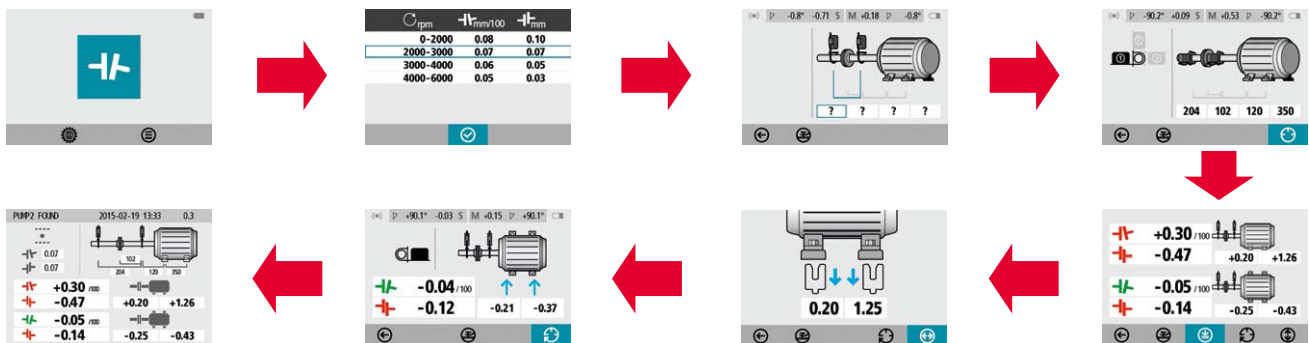 rpm mm/100 mm
0-2000 0.08 0.10
2000-3000 0.07 0.07
3000-4000 0.06 0.05
4000-6000 0.05 0.03
-0.8° -0.71 S M +0.18 -0.8°
? ? ? ?
-90.2° +0.09 S M +0.53 -90.2°
204 102 120 350
+0.30 /100
-0.47 +0.20 +1.26
-0.05 /100
-0.14 -0.25 -0.43
0.20 1.25
+90.1° -0.03 S M +0.15 +90.1°
-0.04 /100
-0.12 -0.21 -0.37
PUMP2 FOUND 2015-02-19 13:33 0.3
0.07
0.07
102
204 120 350
+0.30 /100
-0.47 +0.20 +1.26
-0.05 /100
-0.14 -0.25 -0.43